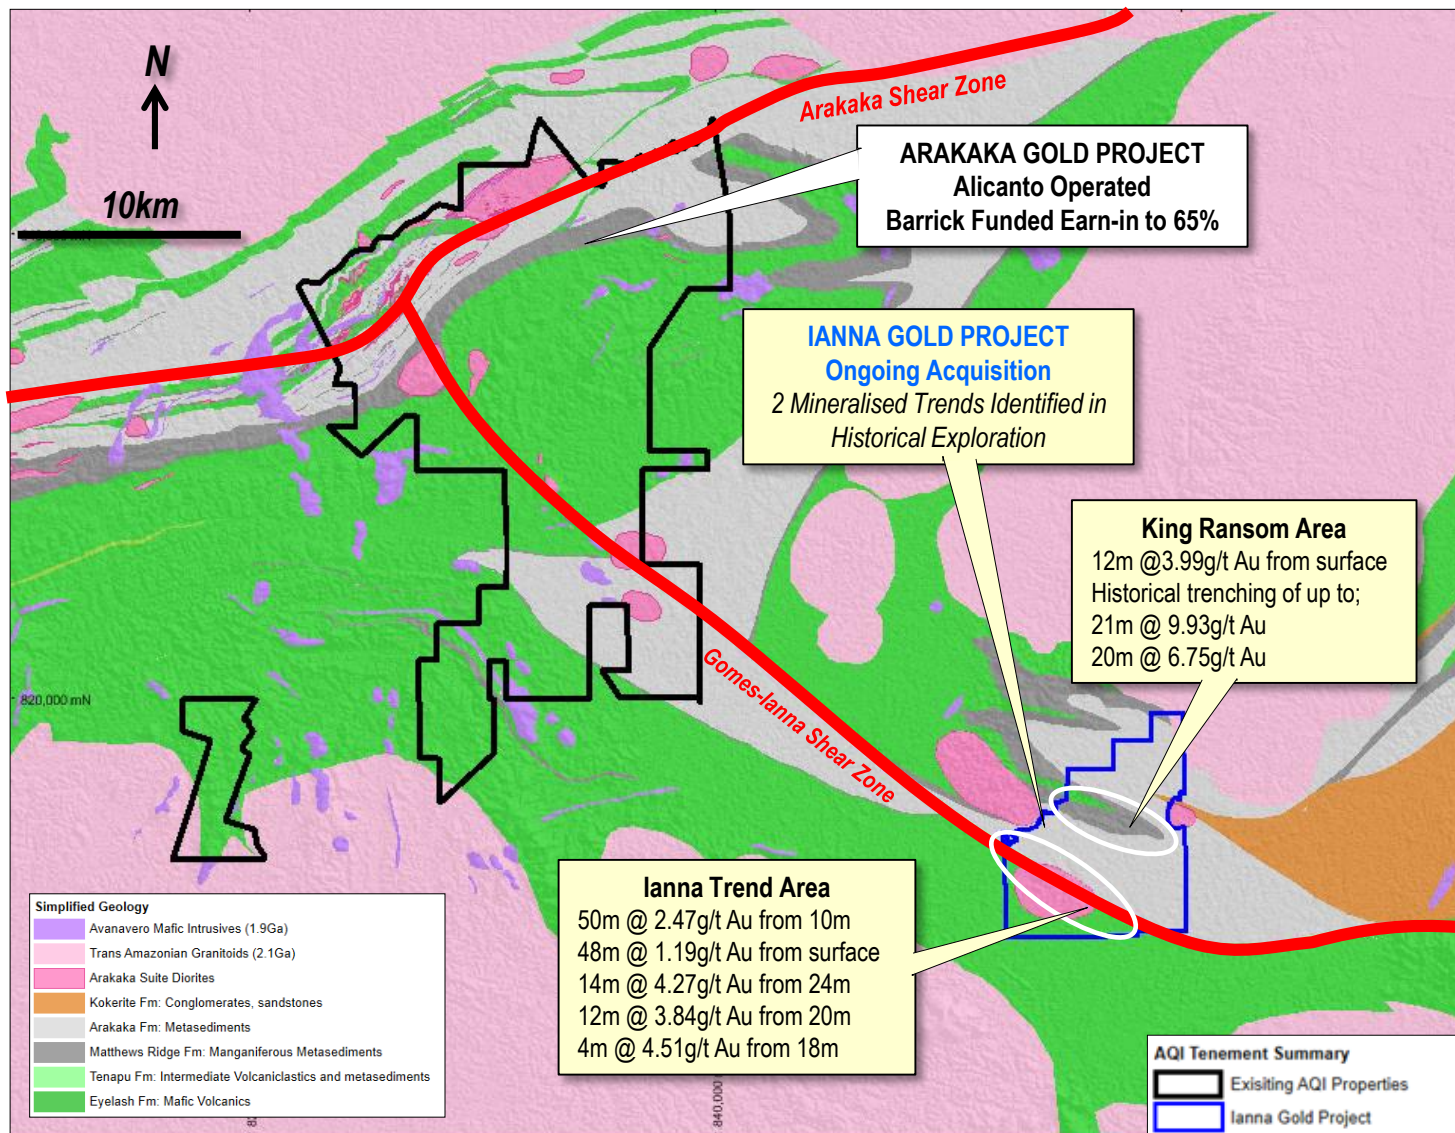 N
10km
Arakaka Shear Zone
ARAKAKA GOLD PROJECT
Alicanto Operated
Barrick Funded Earn-in to 65%
IANNA GOLD PROJECT
Ongoing Acquisition
2 Mineralised Trends Identified in
Historical Exploration
King Ransom Area
12m @3.99g/t Au from surface
Historical trenching of up to;
21m @ 9.93g/t Au
20m @ 6.75g/t Au
Gomes-Ianna Shear Zone
820,000 mN
Ianna Trend Area
50m @ 2.47g/t Au from 10m
48m @ 1.19g/t Au from surface
14m @ 4.27g/t Au from 24m
12m @ 3.84g/t Au from 20m
4m @ 4.51g/t Au from 18m
Simplified Geology
Avanavero Mafic Intrusives (1.9Ga)
Trans Amazonian Granitoids (2.1Ga)
Arakaka Suite Diorites
Kokerite Fm: Conglomerates, sandstones
Arakaka Fm: Metasediments
Matthews Ridge Fm: Manganiferous Metasediments
Tenapu Fm: Intermediate Volcaniclastics and metasediments
Eyelash Fm: Mafic Volcanics
840,000
AQI Tenement Summary
Exisiting AQI Properties
Ianna Gold Project